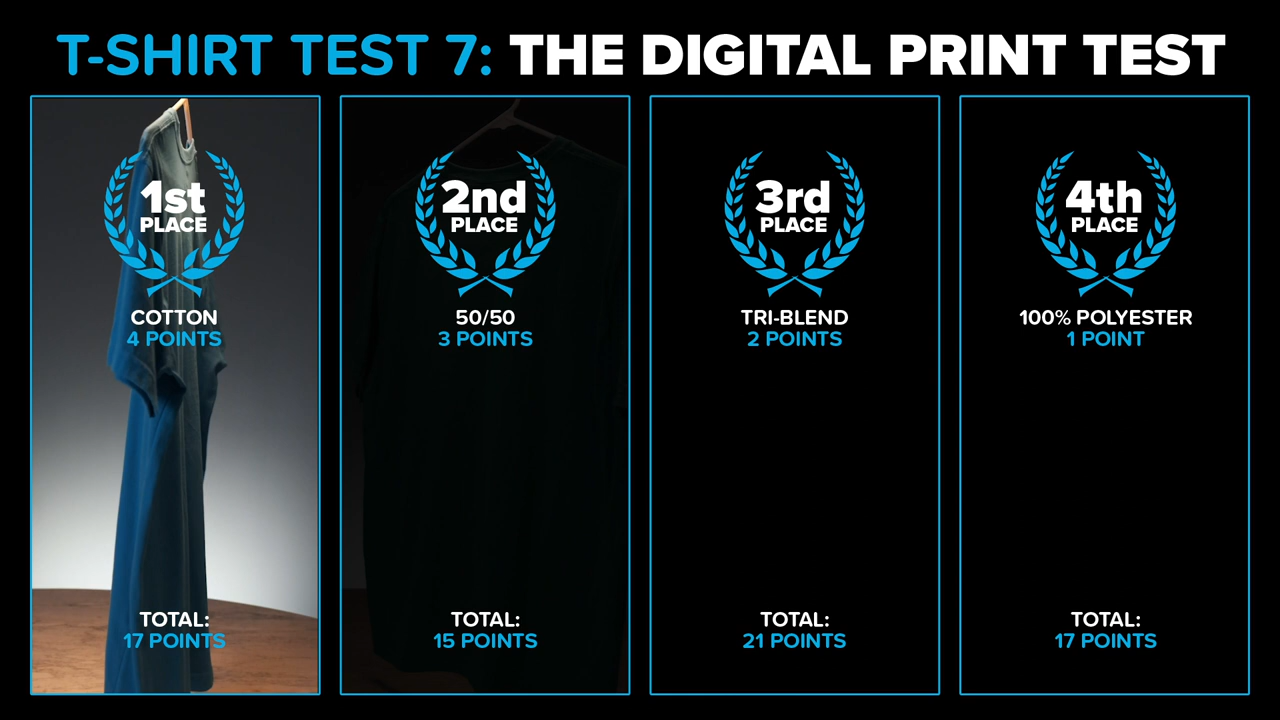 T-SHIRT TEST 7: THE DIGITAL PRINT TEST
1st
PLACE
COTTON
4 POINTS
TOTAL:
17 POINTS
2nd
PLACE
50/50
3 POINTS
TOTAL:
15 POINTS
3rd
PLACE
TRI-BLEND
2 POINTS
TOTAL:
21 POINTS
4th
PLACE
100% POLYESTER
1 POINT
TOTAL:
17 POINTS